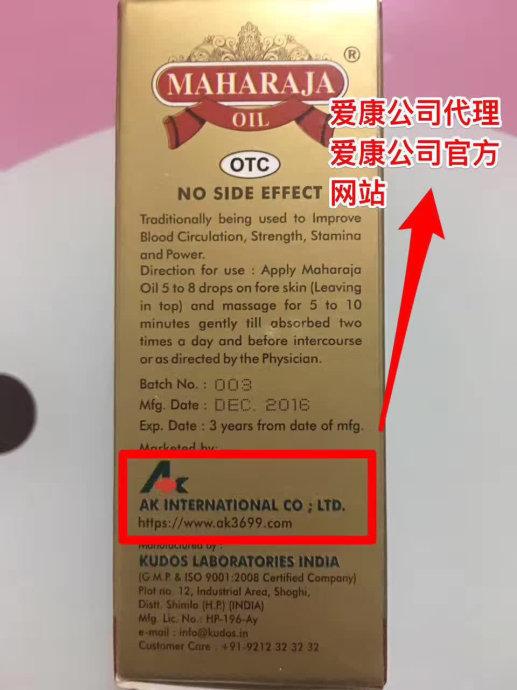 MAHARAJA ®
OIL
爱康公司代理
爱康公司官方
网站
OTC
NO SIDE EFFECT
Traditionally being used to Improve
Blood Circulation, Strength, Stamina
and Power.
Direction for use : Apply Maharaja
Oil 5 to 8 drops on fore skin (Leaving
in top) and massage for 5 to 10
minutes gently till absorbed two
times a day and before intercourse
or as directed by the Physician.
Batch No. : 003
Mfg. Date : DEC. 2016
Exp. Date : 3 years from date of mfg.
Marketed by:
AK
AK INTERNATIONAL CO ; LTD.
https://www.ak3699.com
Manufactured by :
KUDOS LABORATORIES INDIA
(G.M.P. & ISO 9001:2008 Certified Company)
Plot no. 12, Industrial Area, Shoghi,
Distt. Shimla (H.P.) (INDIA)
Mfg. Lic. No.: HP-196-Ay
e-mail : info@kudos.in
Customer Care : +91-9212 32 32 32